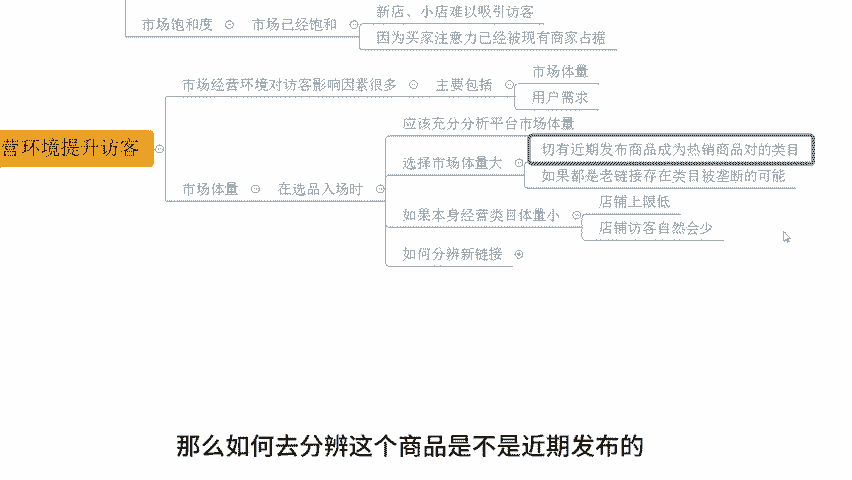 新店、小店难以吸引访客
市场饱和度
市场已经饱和
因为买家注意力已经被现有商家占据
市场体量
市场经营环境对访客影响因素很多
主要包括
用户需求
应该充分分析平台市场体量
营环境提升访客
切有近期发布商品成为热销商品对的类目
选择市场体量大
如果都是老链接存在类目被垄断的可能
市场体量
在选品入场时
店铺上限低
如果本身经营类目体量小
店铺访客自然会少
如何分辨新链接
那么如何去分辨这个商品是不是近期发布的